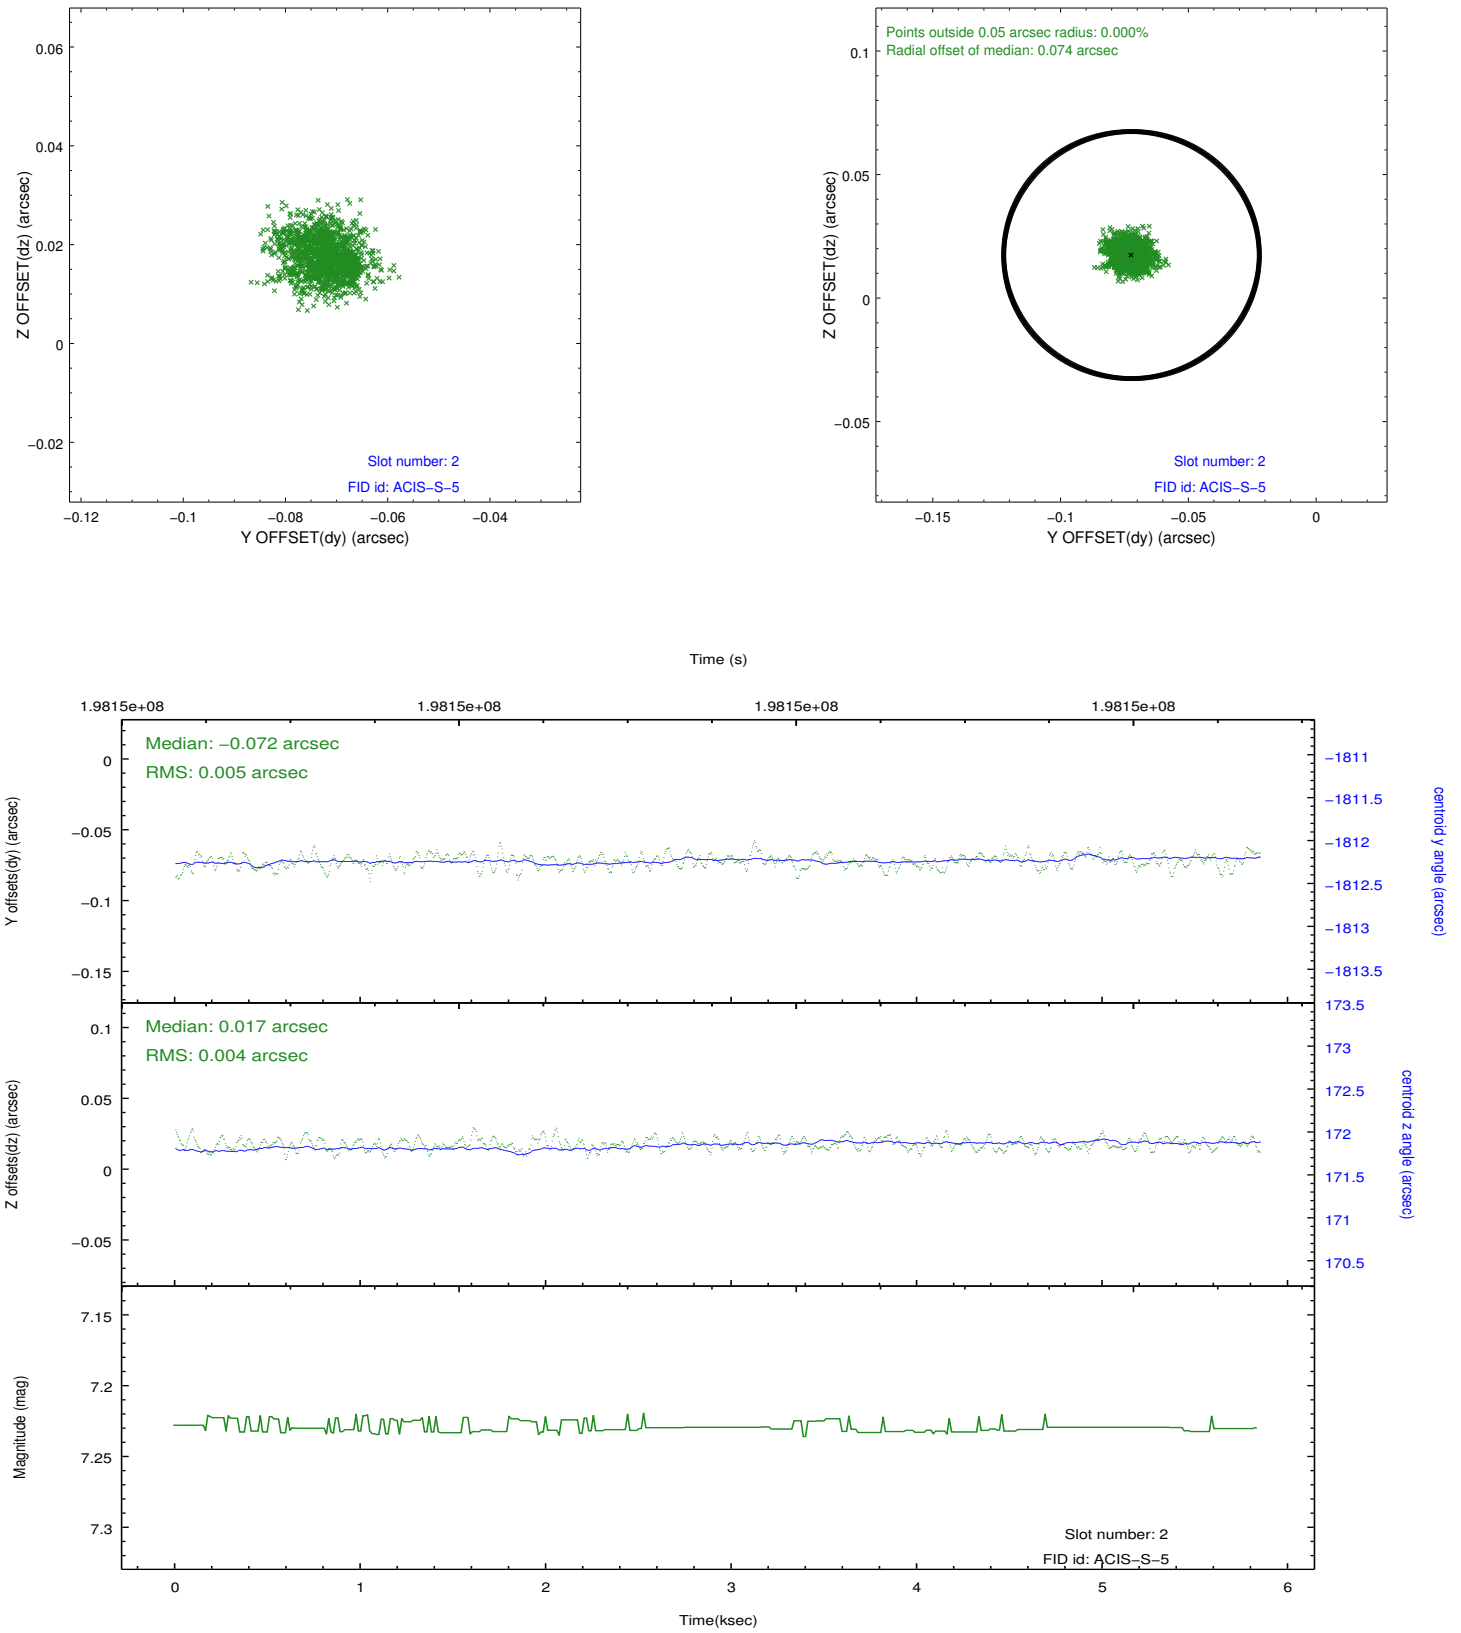 0.06
0.04
0.02
0
−0.02
Z OFFSET(dz) (arcsec)
Slot number: 2
FID id: ACIS−S−5
−0.12 −0.1 −0.08 −0.06 −0.04
Y OFFSET(dy) (arcsec)
Points outside 0.05 arcsec radius: 0.000%
Radial offset of median: 0.074 arcsec
0.1
0.05
0
−0.05
Z OFFSET(dz) (arcsec)
Slot number: 2
FID id: ACIS−S−5
−0.15 −0.1 −0.05 0
Y OFFSET(dy) (arcsec)
Time (s)
1.9815e+08 1.9815e+08 1.9815e+08 1.9815e+08
Median: −0.072 arcsec
RMS: 0.005 arcsec
0
−0.05
−0.1
−0.15
Y offsets(dy) (arcsec)
−1811
−1811.5
−1812
−1812.5
−1813
−1813.5
centroid y angle (arcsec)
Median: 0.017 arcsec
RMS: 0.004 arcsec
0.1
0.05
0
−0.05
Z offsets(dz) (arcsec)
173.5
173
172.5
172
171.5
171
170.5
centroid z angle (arcsec)
7.15
7.2
7.25
7.3
Magnitude (mag)
Slot number: 2
FID id: ACIS−S−5
0 1 2 3 4 5 6
Time(ksec)